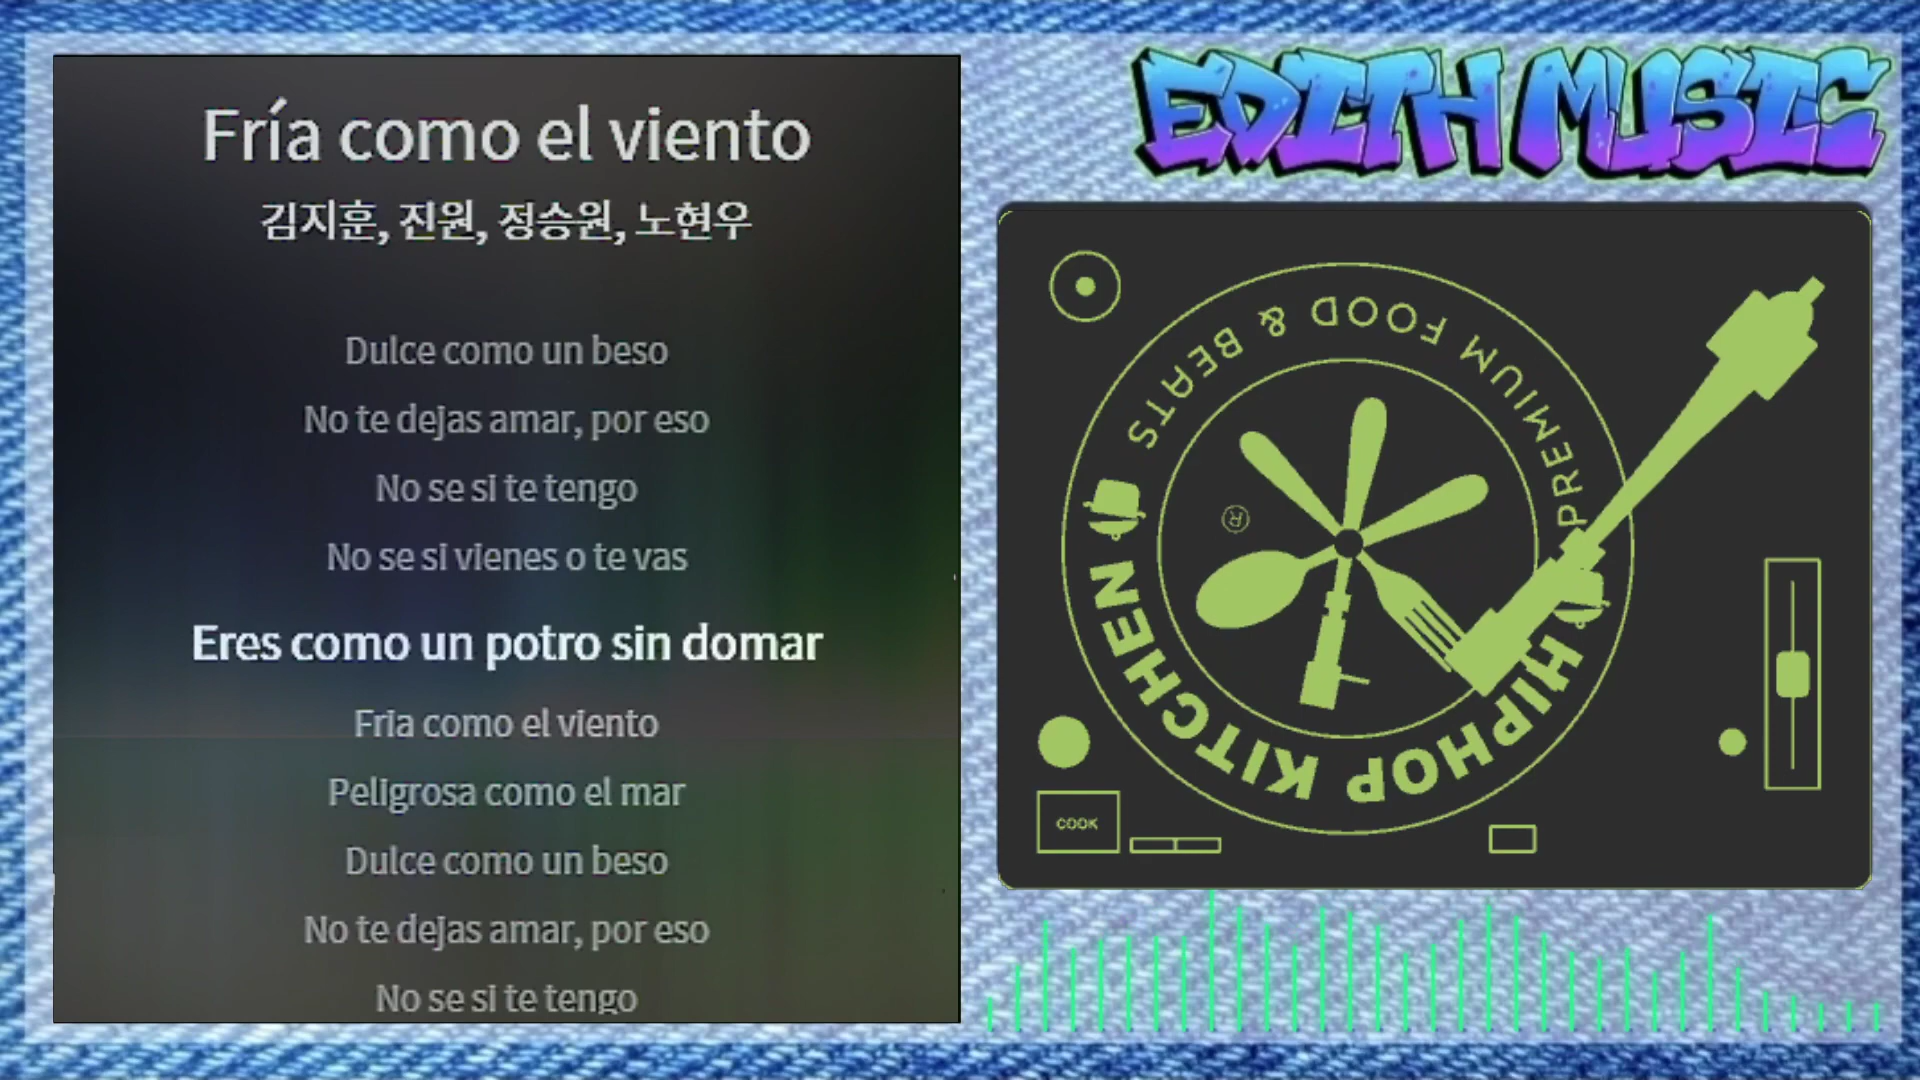 Fría como el viento
김지훈, 진원, 정승원, 노현우
Dulce como un beso
No te dejas amar, por eso
No se si te tengo
No se si vienes o te vas
Eres como un potro sin domar
Fria como el viento
Peligrosa como el mar
Dulce como un beso
No te dejas amar, por eso
No se si te tengo
EDITH MUSIC
PREMIUM FOOD & BEATS
®
HIPHOP KITCHEN
COOK